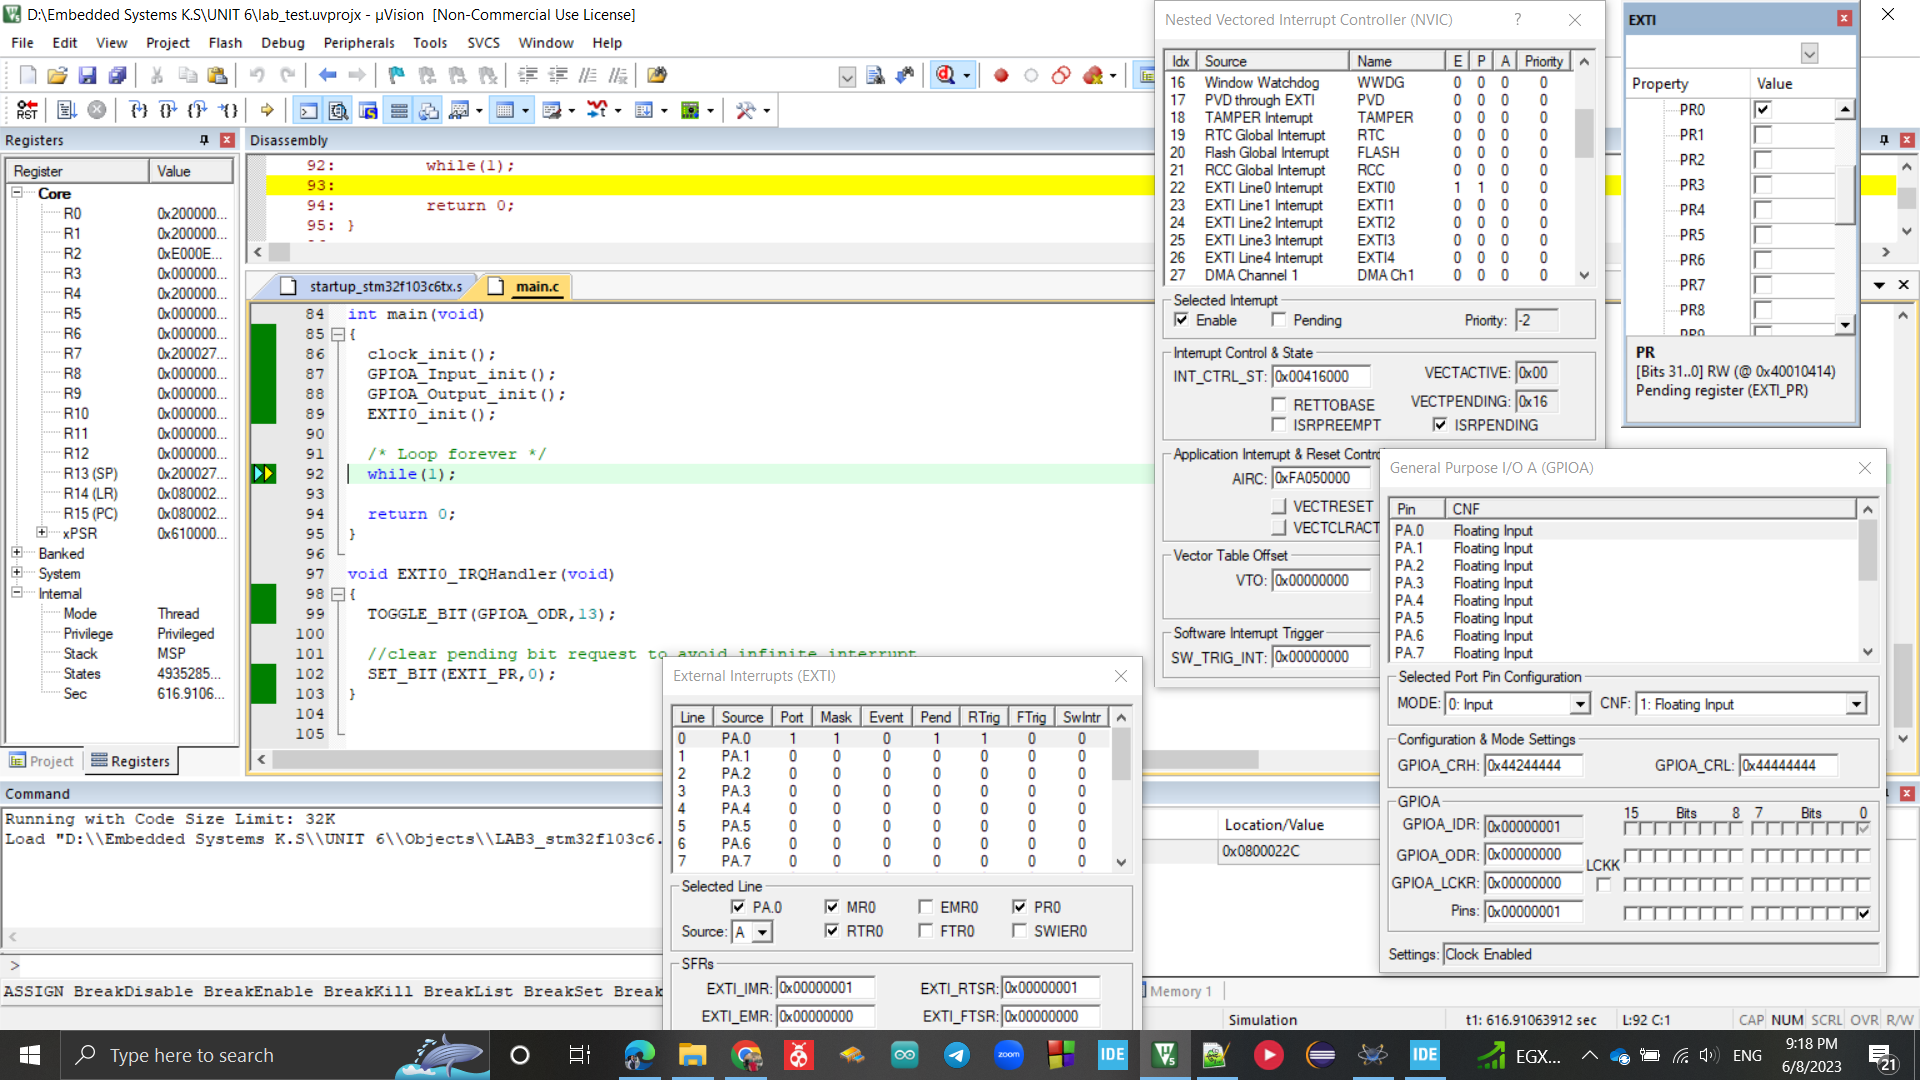 D:\Embedded Systems K.S\UNIT 6\lab_test.uvprojx - µVision  [Non-Commercial Use License]
File Edit View Project Flash Debug Peripherals Tools SVCS Window Help
Registers
Register Value
Core
R0 0x200000...
R1 0x200000...
R2 0xE000E...
R3 0x000000...
R4 0x200000...
R5 0x000000...
R6 0x000000...
R7 0x200027...
R8 0x000000...
R9 0x000000...
R10 0x000000...
R11 0x000000...
R12 0x000000...
R13 (SP) 0x200027...
R14 (LR) 0x080002...
R15 (PC) 0x080002...
xPSR 0x610000...
Banked
System
Internal
Mode Thread
Privilege Privileged
Stack MSP
States 4935285...
Sec 616.9106...
Project Registers
Disassembly
92: while(1);
93:
94: return 0;
95: }
startup_stm32f103c6tx.s main.c
84 int main(void)
85 {
86 clock_init();
87 GPIOA_Input_init();
88 GPIOA_Output_init();
89 EXTI0_init();
90
91 /* Loop forever */
92 while(1);
93
94 return 0;
95 }
96
97 void EXTI0_IRQHandler(void)
98 {
99 TOGGLE_BIT(GPIOA_ODR,13);
100
101 //clear pending bit request to avoid infinite interrupt
102 SET_BIT(EXTI_PR,0);
103 }
104
105
Nested Vectored Interrupt Controller (NVIC) ?
Idx Source Name E P A Priority
16 Window Watchdog WWDG 0 0 0 0
17 PVD through EXTI PVD 0 0 0 0
18 TAMPER Interrupt TAMPER 0 0 0 0
19 RTC Global Interrupt RTC 0 0 0 0
20 Flash Global Interrupt FLASH 0 0 0 0
21 RCC Global Interrupt RCC 0 0 0 0
22 EXTI Line0 Interrupt EXTI0 1 1 0 0
23 EXTI Line1 Interrupt EXTI1 0 0 0 0
24 EXTI Line2 Interrupt EXTI2 0 0 0 0
25 EXTI Line3 Interrupt EXTI3 0 0 0 0
26 EXTI Line4 Interrupt EXTI4 0 0 0 0
27 DMA Channel 1 DMA Ch1 0 0 0 0
Selected Interrupt
Enable Pending Priority: -2
Interrupt Control & State
INT_CTRL_ST: 0x00416000 VECTACTIVE: 0x00
RETTOBASE VECTPENDING: 0x16
ISRPREEMPT ISRPENDING
Application Interrupt & Reset Contro
AIRC: 0xFA050000
VECTRESET
VECTCLRACT
Vector Table Offset
VTO: 0x00000000
Software Interrupt Trigger
SW_TRIG_INT: 0x00000000
EXTI
Property Value
PR0
PR1
PR2
PR3
PR4
PR5
PR6
PR7
PR8
PR9
PR
[Bits 31..0] RW (@ 0x40010414)
Pending register (EXTI_PR)
General Purpose I/O A (GPIOA)
Pin CNF
PA.0 Floating Input
PA.1 Floating Input
PA.2 Floating Input
PA.3 Floating Input
PA.4 Floating Input
PA.5 Floating Input
PA.6 Floating Input
PA.7 Floating Input
Selected Port Pin Configuration
MODE: 0: Input CNF: 1: Floating Input
Configuration & Mode Settings
GPIOA_CRH: 0x44244444 GPIOA_CRL: 0x44444444
GPIOA
15 Bits 8 7 Bits 0
GPIOA_IDR: 0x00000001
GPIOA_ODR: 0x00000000
LCKK
GPIOA_LCKR: 0x00000000
Pins: 0x00000001
Settings: Clock Enabled
External Interrupts (EXTI)
Line Source Port Mask Event Pend RTrig FTrig SwIntr
0 PA.0 1 1 0 1 1 0 0
1 PA.1 0 0 0 0 0 0 0
2 PA.2 0 0 0 0 0 0 0
3 PA.3 0 0 0 0 0 0 0
4 PA.4 0 0 0 0 0 0 0
5 PA.5 0 0 0 0 0 0 0
6 PA.6 0 0 0 0 0 0 0
7 PA.7 0 0 0 0 0 0 0
Selected Line
PA.0 MR0 EMR0 PR0
Source: A RTR0 FTR0 SWIER0
SFRs
EXTI_IMR: 0x00000001 EXTI_RTSR: 0x00000001
EXTI_EMR: 0x00000000 EXTI_FTSR: 0x00000000
Command
Running with Code Size Limit: 32K
Load "D:\\Embedded Systems K.S\\UNIT 6\\Objects\\LAB3_stm32f103c6.
>
ASSIGN BreakDisable BreakEnable BreakKill BreakList BreakSet Break
Location/Value
0x0800022C
Memory 1
Simulation t1: 616.91063912 sec L:92 C:1 CAP NUM SCRL OVR R/W
Type here to search
zoom
IDE
IDE
EGX...
ENG
9:18 PM
6/8/2023
21